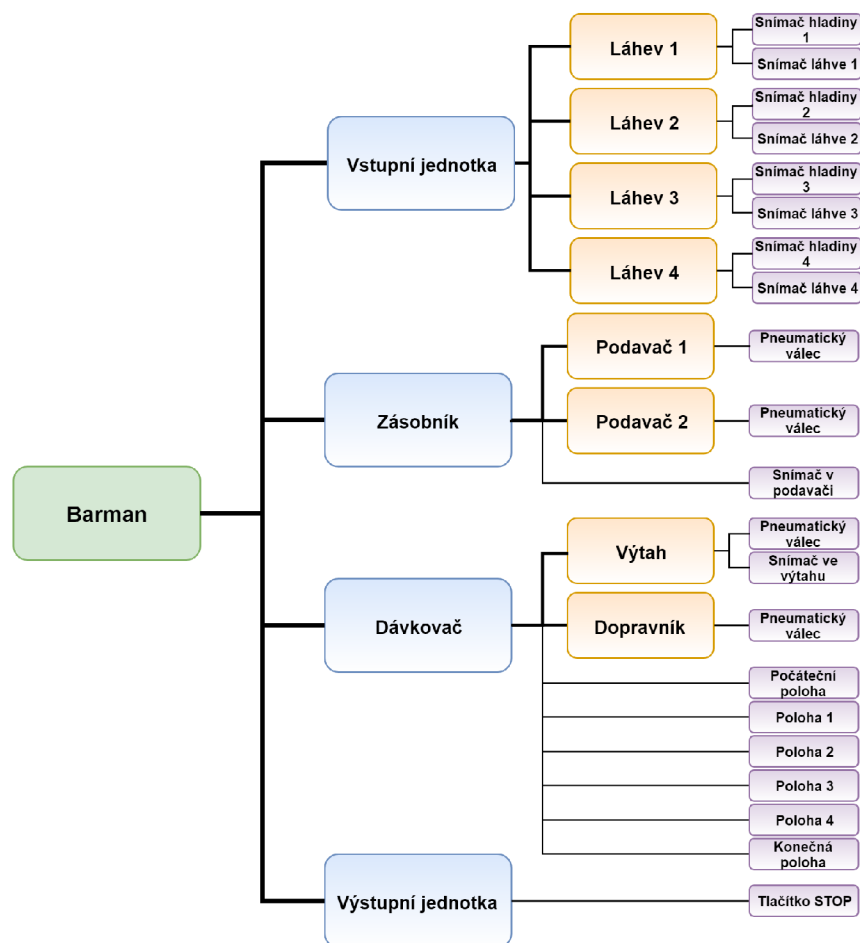 Barman
Vstupní jednotka
Láhev 1
Snímač hladiny
1
Snímač láhve 1
Láhev 2
Snímač hladiny
2
Snímač láhve 2
Láhev 3
Snímač hladiny
3
Snímač láhve 3
Láhev 4
Snímač hladiny
4
Snímač láhve 4
Zásobník
Podavač 1
Pneumatický
válec
Podavač 2
Pneumatický
válec
Snímač v
podavači
Dávkovač
Výtah
Pneumatický
válec
Snímač ve
výtahu
Dopravník
Pneumatický
válec
Počáteční
poloha
Poloha 1
Poloha 2
Poloha 3
Poloha 4
Konečná
poloha
Výstupní jednotka
Tlačítko STOP